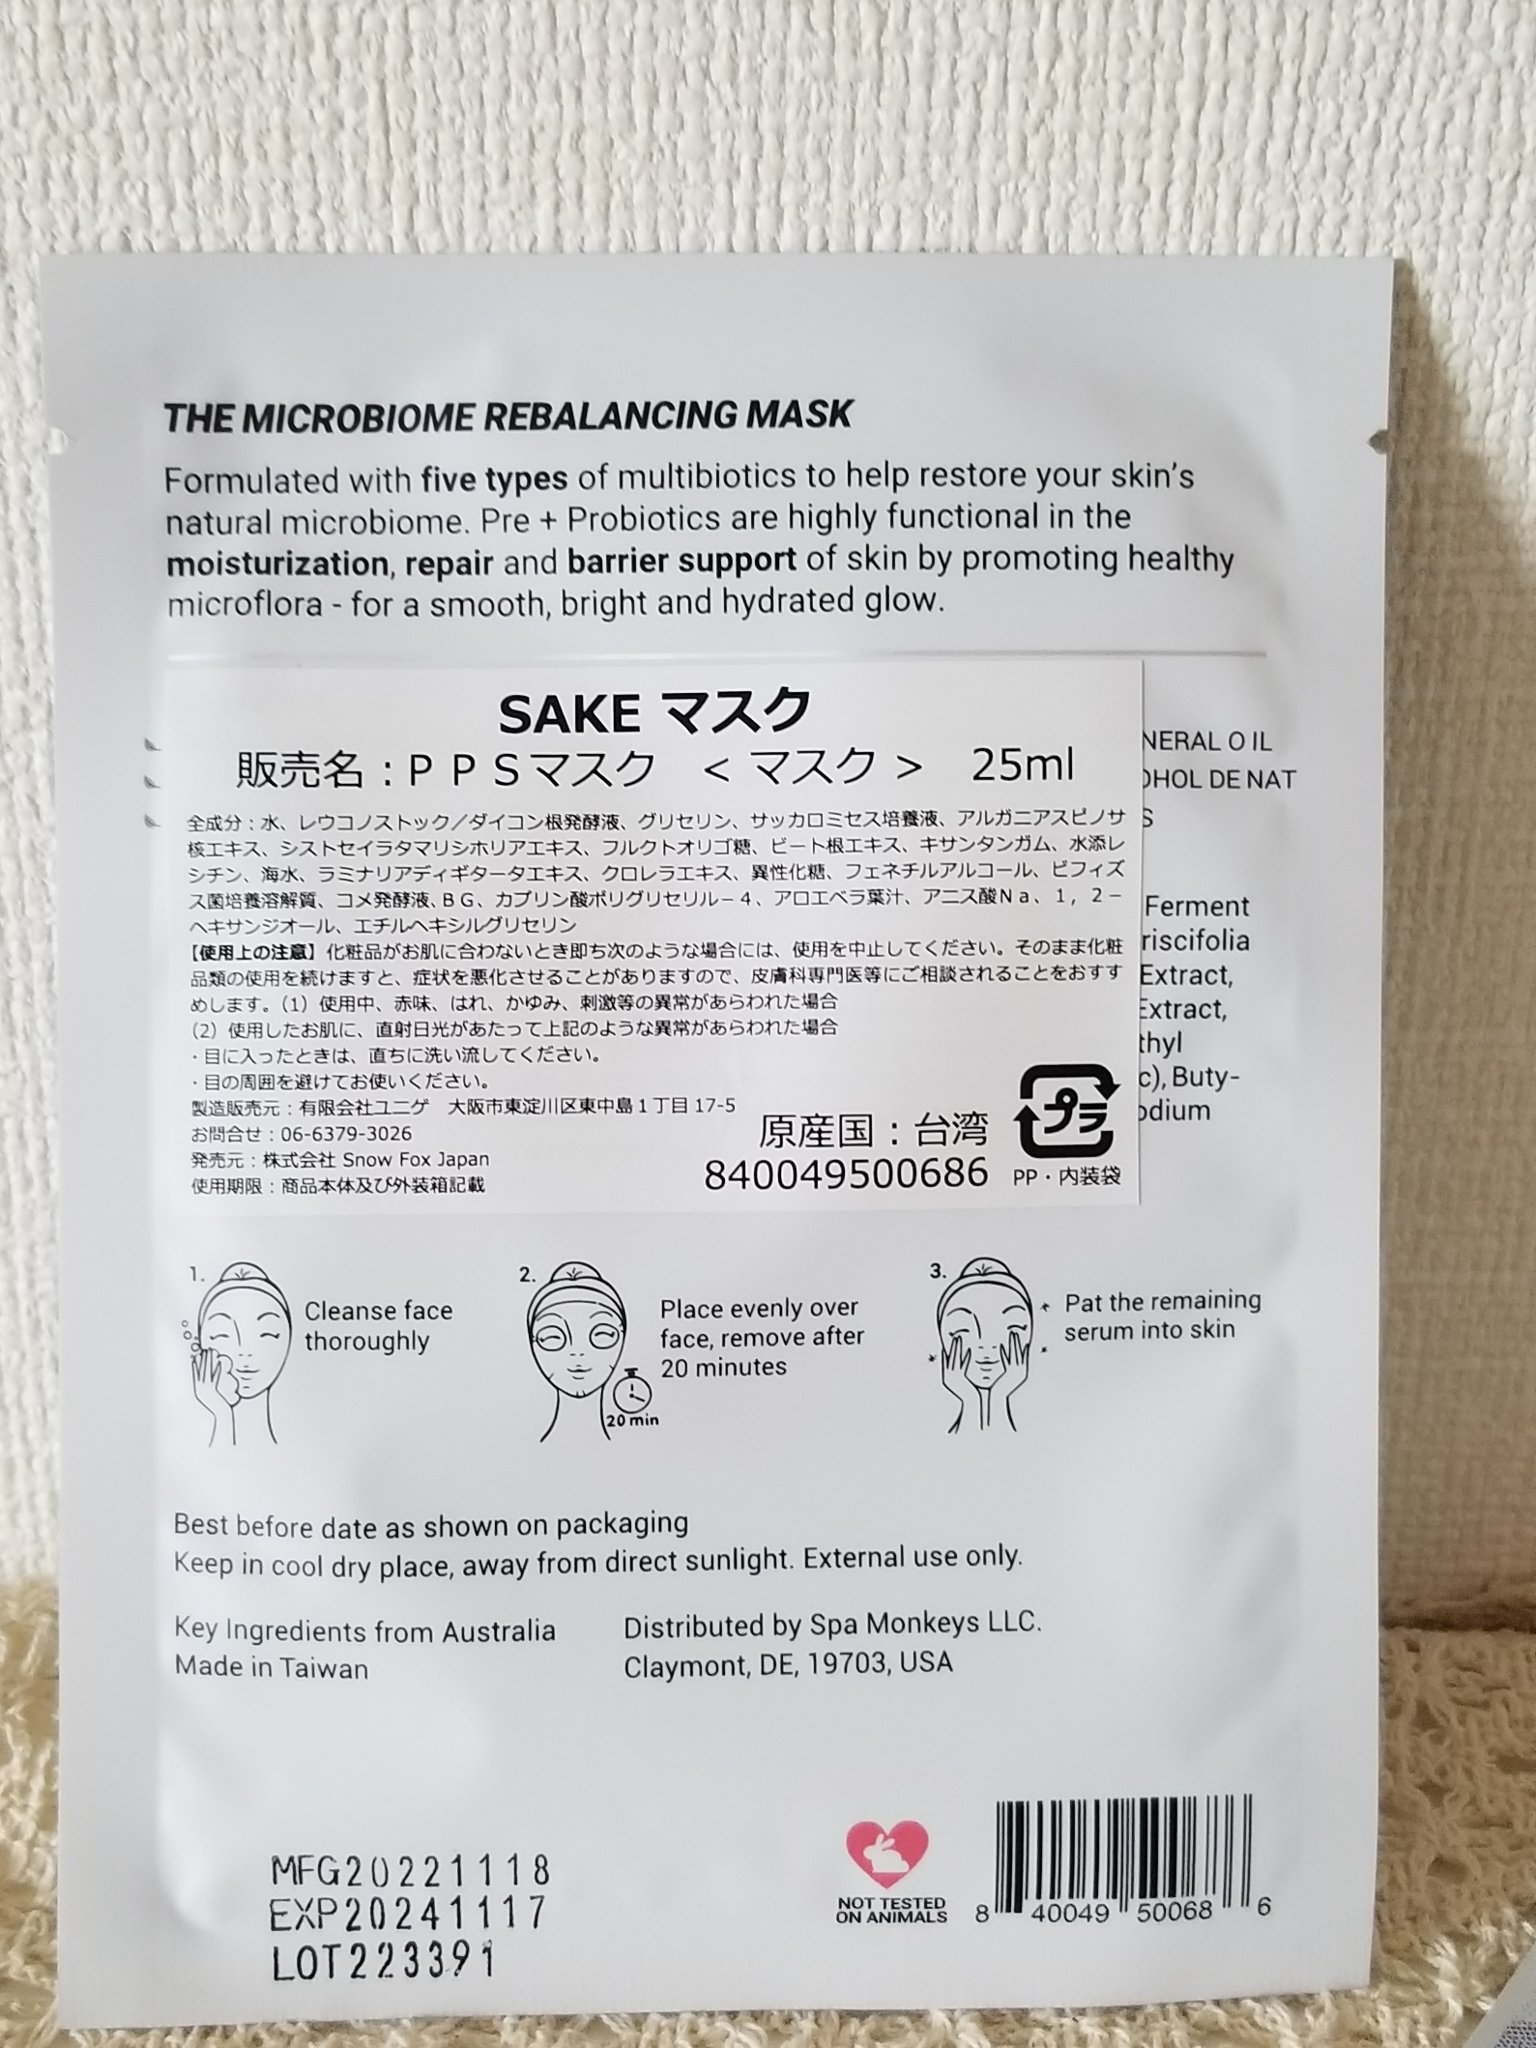 THE MICROBIOME REBALANCING MASK
Formulated with five types of multibiotics to help restore your skin's
natural microbiome. Pre + Probiotics are highly functional in the
moisturization, repair and barrier support of skin by promoting healthy
microflora - for a smooth, bright and hydrated glow.
SAKE マスク
販売名：ＰＰＳマスク ＜マスク＞ 25ml
全成分：水、レウコノストック／ダイコン根発酵液、グリセリン、サッカロミセス培養液、アルガニアスピノサ
核エキス、シストセイラタマリシホリアエキス、フルクトオリゴ糖、ビート根エキス、キサンタンガム、水添レ
シチン、海水、ラミナリアディギタータエキス、クロレラエキス、異性化糖、フェネチルアルコール、ビフィズ
ス菌培養溶解質、コメ発酵液、ＢＧ、カプリン酸ポリグリセリル－４、アロエベラ葉汁、アニス酸Ｎａ、１，２－
ヘキサンジオール、エチルヘキシルグリセリン
【使用上の注意】化粧品がお肌に合わないとき即ち次のような場合には、使用を中止してください。そのまま化粧
品類の使用を続けますと、症状を悪化させることがありますので、皮膚科専門医等にご相談されることをおすす
めします。（1）使用中、赤味、はれ、かゆみ、刺激等の異常があらわれた場合
（2）使用したお肌に、直射日光があたって上記のような異常があらわれた場合
・目に入ったときは、直ちに洗い流してください。
・目の周囲を避けてお使いください。
製造販売元：有限会社ユニゲ 大阪市東淀川区東中島１丁目17-5
お問合せ：06-6379-3026
発売元：株式会社 Snow Fox Japan
使用期限：商品本体及び外装箱記載
原産国：台湾
840049500686
プラ
PP・内装袋
NERAL OIL
OHOL DE NAT
S
Ferment
riscifolia
Extract,
Extract,
thyl
c), Buty-
odium
1.
Cleanse face
thoroughly
2.
Place evenly over
face, remove after
20 minutes
20 min
3.
Pat the remaining
serum into skin
Best before date as shown on packaging
Keep in cool dry place, away from direct sunlight. External use only.
Key Ingredients from Australia
Made in Taiwan
Distributed by Spa Monkeys LLC.
Claymont, DE, 19703, USA
MFG20221118
EXP20241117
LOT223391
NOT TESTED
ON ANIMALS
8 40049 50068 6